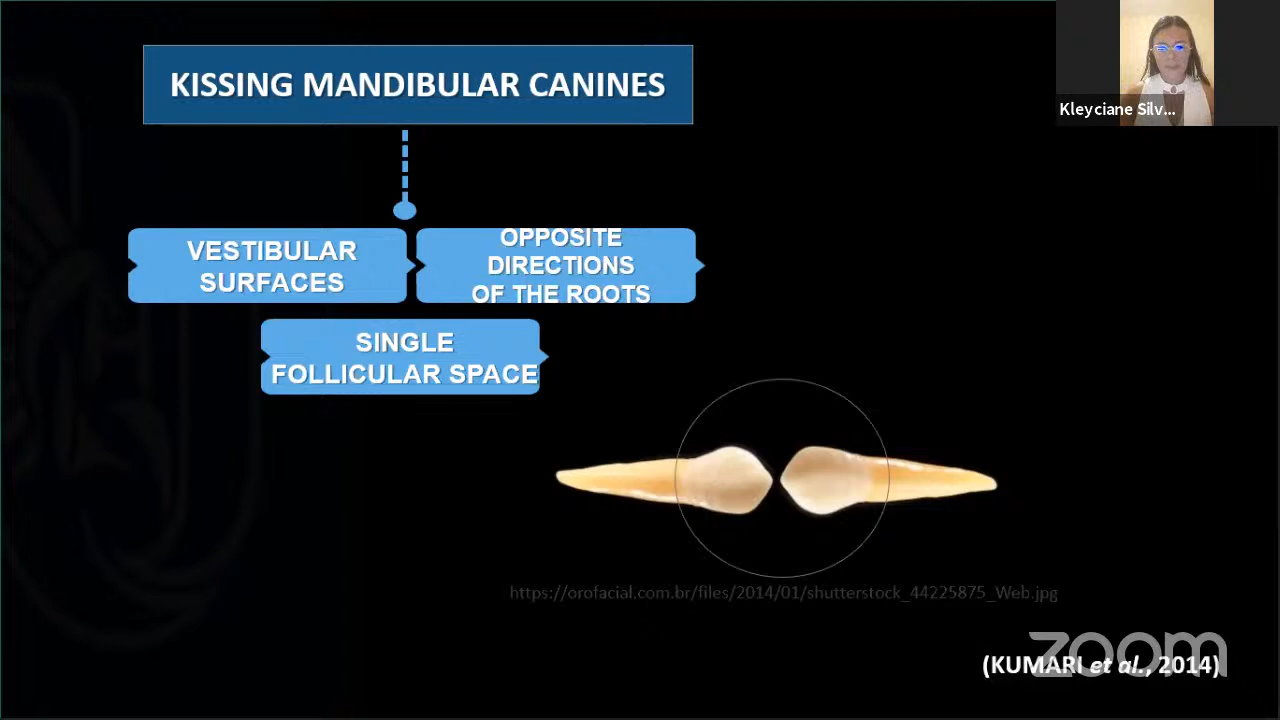 KISSING MANDIBULAR CANINES
Kleyciane Silv...
VESTIBULAR
SURFACES
OPPOSITE
DIRECTIONS
OF THE ROOTS
SINGLE
FOLLICULAR SPACE
https://orofacial.com.br/files/2014/01/shutterstock_44225875_Web.jpg
(KUMARI et al., 2014)
zoom